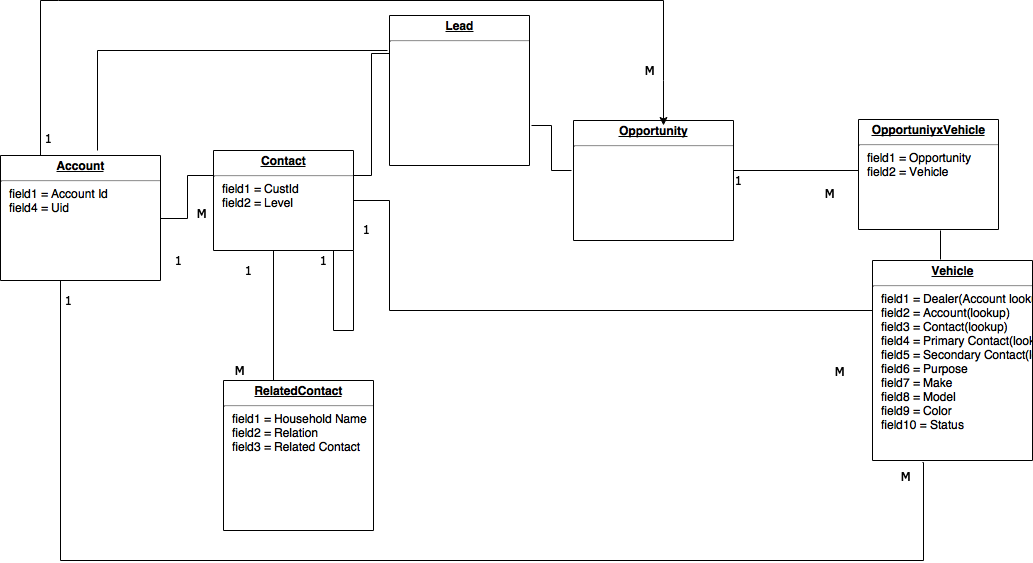 Lead
M
1
Opportunity
OpportuniyxVehicle
field1 = Opportunity
field2 = Vehicle
1
M
Account
field1 = Account Id
field4 = Uid
Contact
field1 = CustId
field2 = Level
M
1
1
1
1
1
M
RelatedContact
field1 = Household Name
field2 = Relation
field3 = Related Contact
Vehicle
field1 = Dealer(Account look
field2 = Account(lookup)
field3 = Contact(lookup)
field4 = Primary Contact(look
field5 = Secondary Contact(l
field6 = Purpose
field7 = Make
field8 = Model
field9 = Color
field10 = Status
M
M